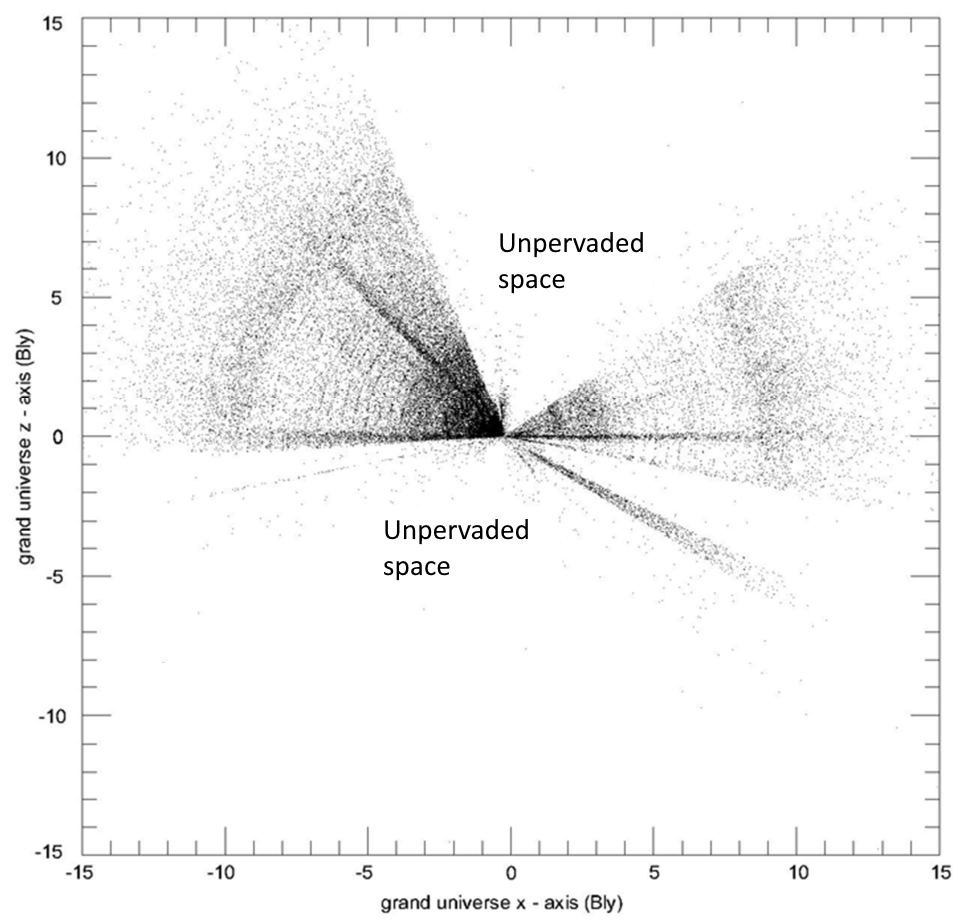 15
10
5
0
-5
-10
-15
grand universe z - axis (Bly)
Unpervaded
space
Unpervaded
space
-15
-10
-5
0
5
10
15
grand universe x - axis (Bly)